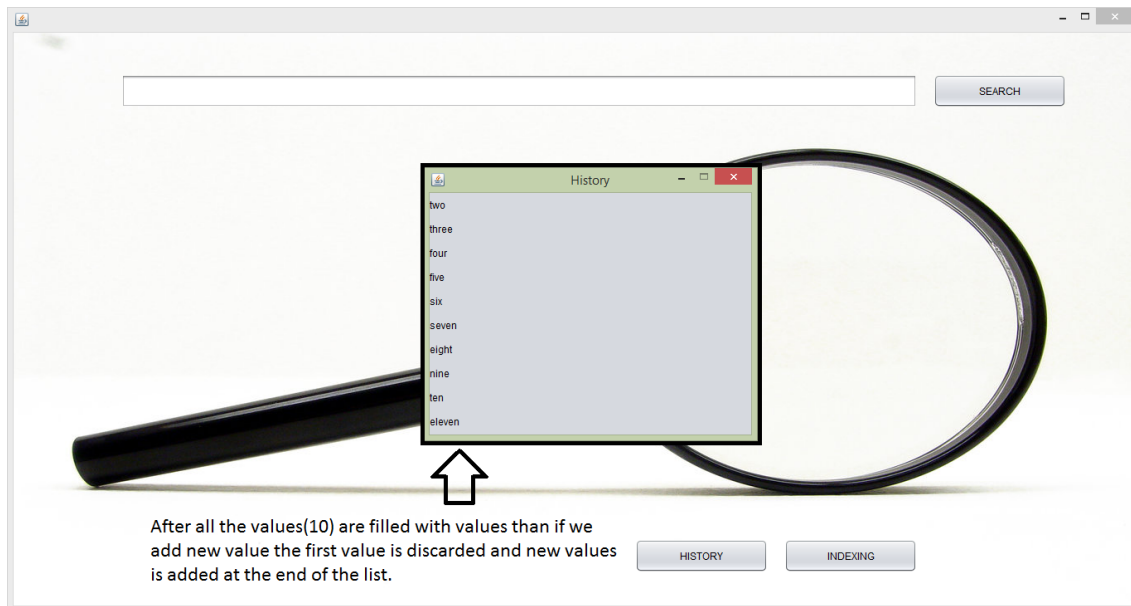 SEARCH
History
two
three
four
five
six
seven
eight
nine
ten
eleven
After all the values(10) are filled with values than if we
add new value the first value is discarded and new values
is added at the end of the list.
HISTORY
INDEXING